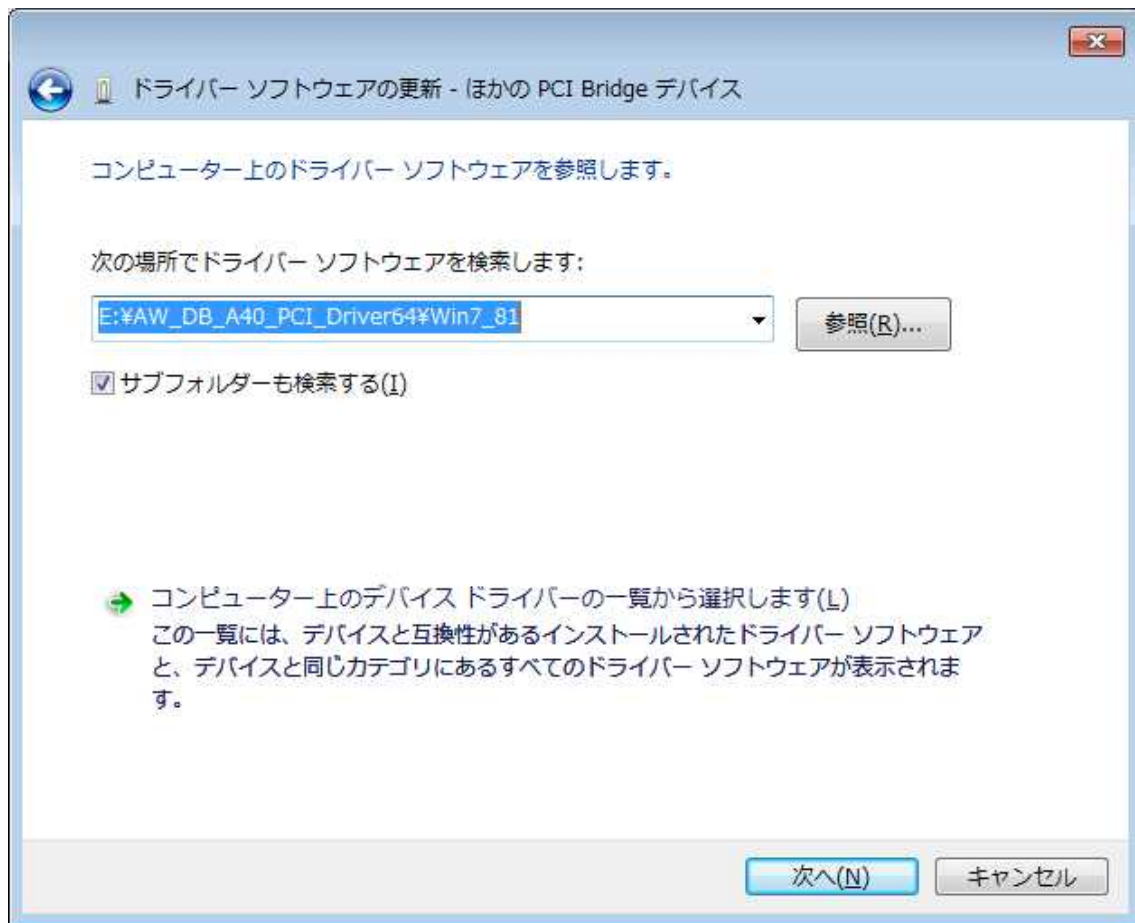 ドライバー ソフトウェアの更新 - ほかの PCI Bridge デバイス
コンピューター上のドライバー ソフトウェアを参照します。
次の場所でドライバー ソフトウェアを検索します:
E:¥AW_DB_A40_PCI_Driver64¥Win7_81
参照(R)...
サブフォルダーも検索する(I)
コンピューター上のデバイス ドライバーの一覧から選択します(L)
この一覧には、デバイスと互換性があるインストールされたドライバー ソフトウェア
と、デバイスと同じカテゴリにあるすべてのドライバー ソフトウェアが表示されま
す。
次へ(N)
キャンセル